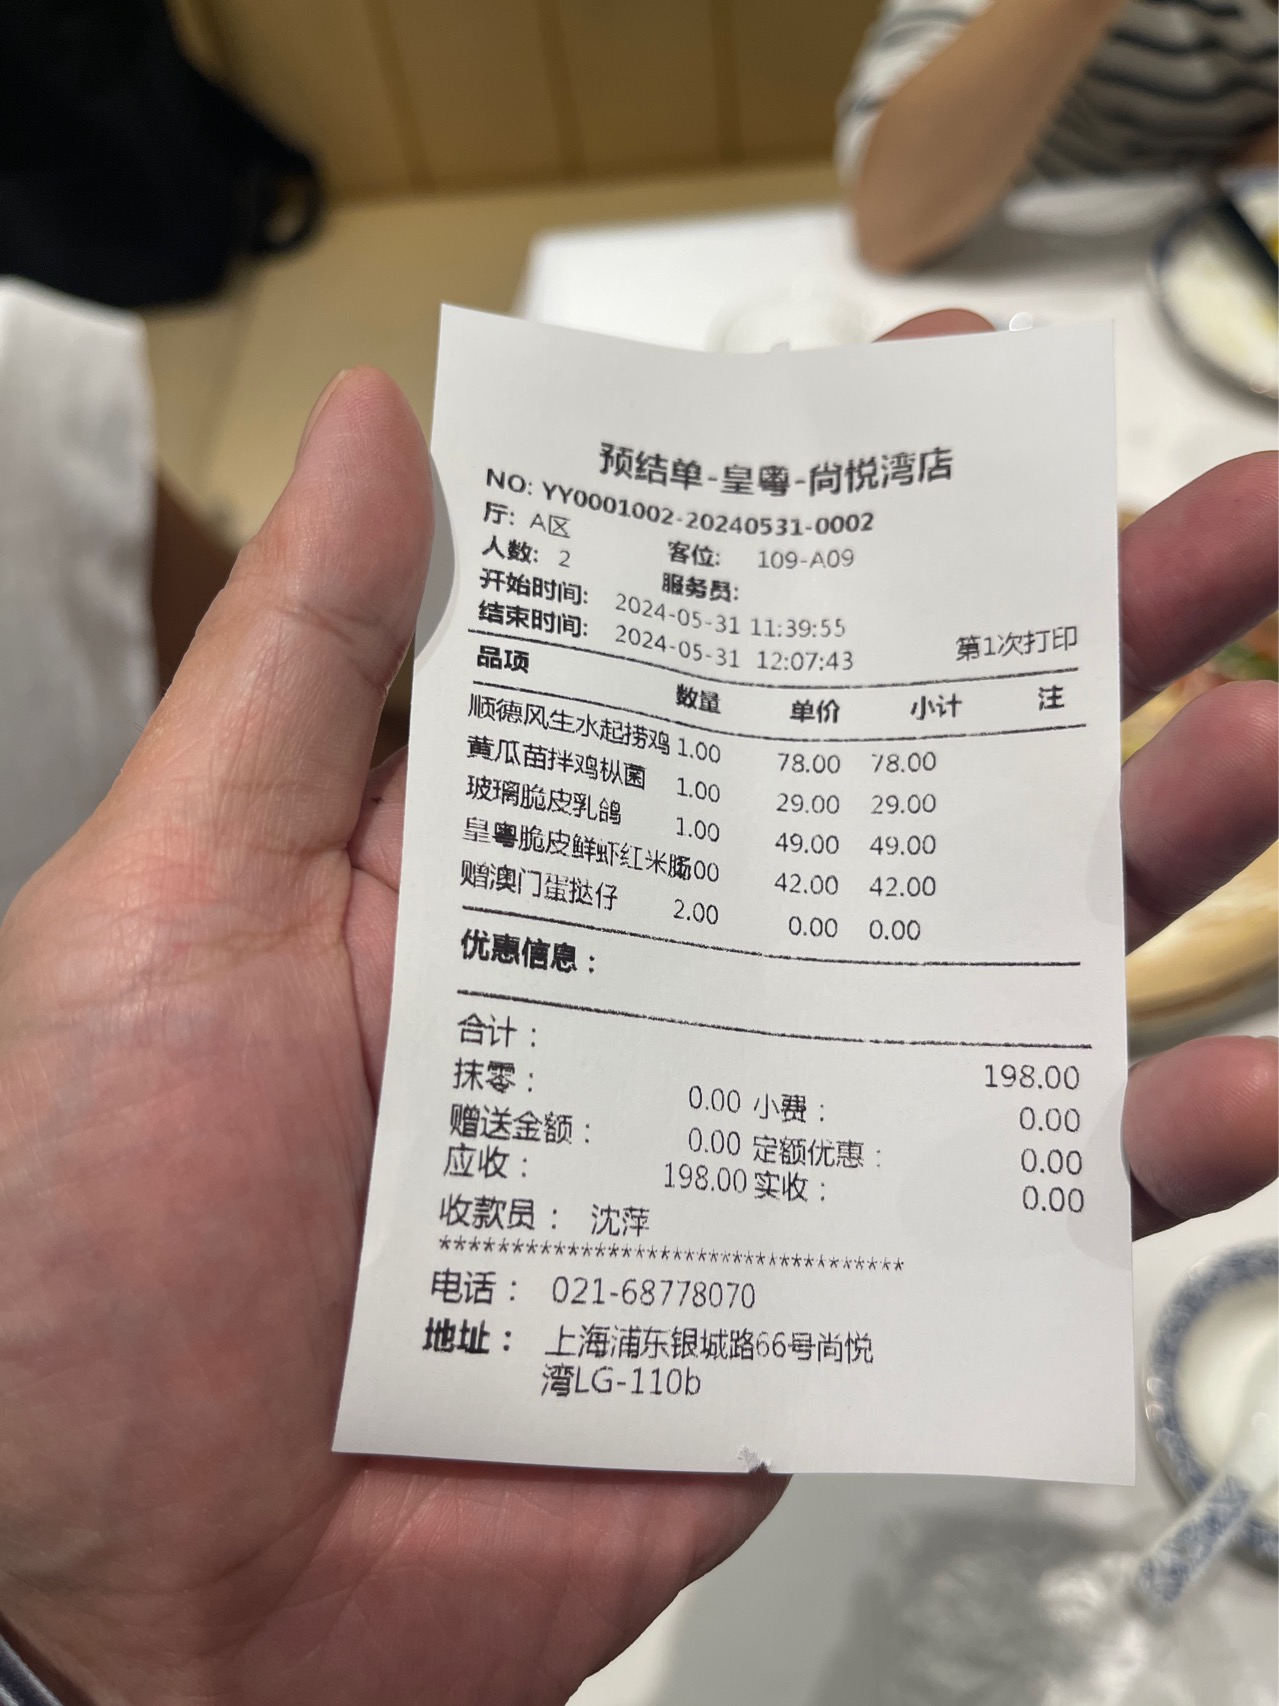 预结单-皇粤-尚悦湾店
NO: YY0001002-20240531-0002
厅: A区
客位: 109-A09
人数: 2
服务员:
开始时间: 2024-05-31 11:39:55
结束时间: 2024-05-31 12:07:43 第1次打印
品项 数量 单价 小计 注
顺德风生水起捞鸡 1.00 78.00 78.00
黄瓜苗拌鸡枞菌 1.00 29.00 29.00
玻璃脆皮乳鸽 1.00 49.00 49.00
皇粤脆皮鲜虾红米肠 00 42.00 42.00
赠澳门蛋挞仔 2.00 0.00 0.00
优惠信息:
合计: 198.00
抹零: 0.00 小费: 0.00
赠送金额: 0.00 定额优惠: 0.00
应收: 198.00 实收: 0.00
收款员: 沈萍
***********************************
电话: 021-68778070
地址: 上海浦东银城路66号尚悦
湾LG-110b